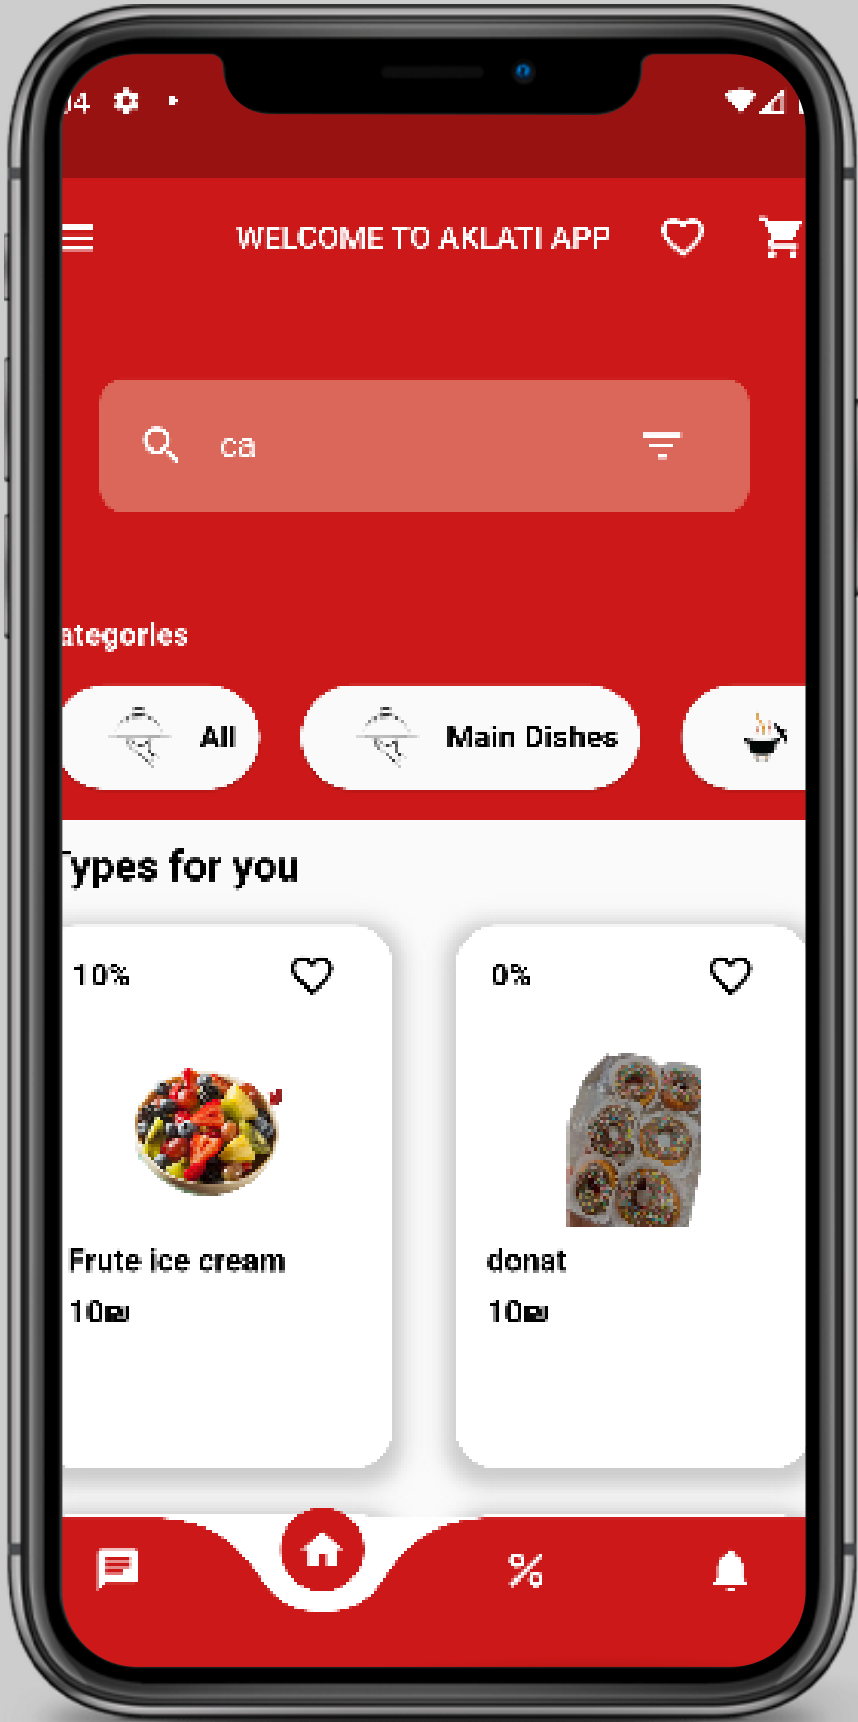 04
WELCOME TO AKLATI APP
ca
ategories
All
Main Dishes
Types for you
10%
0%
Frute ice cream
donat
10₪
10₪
%